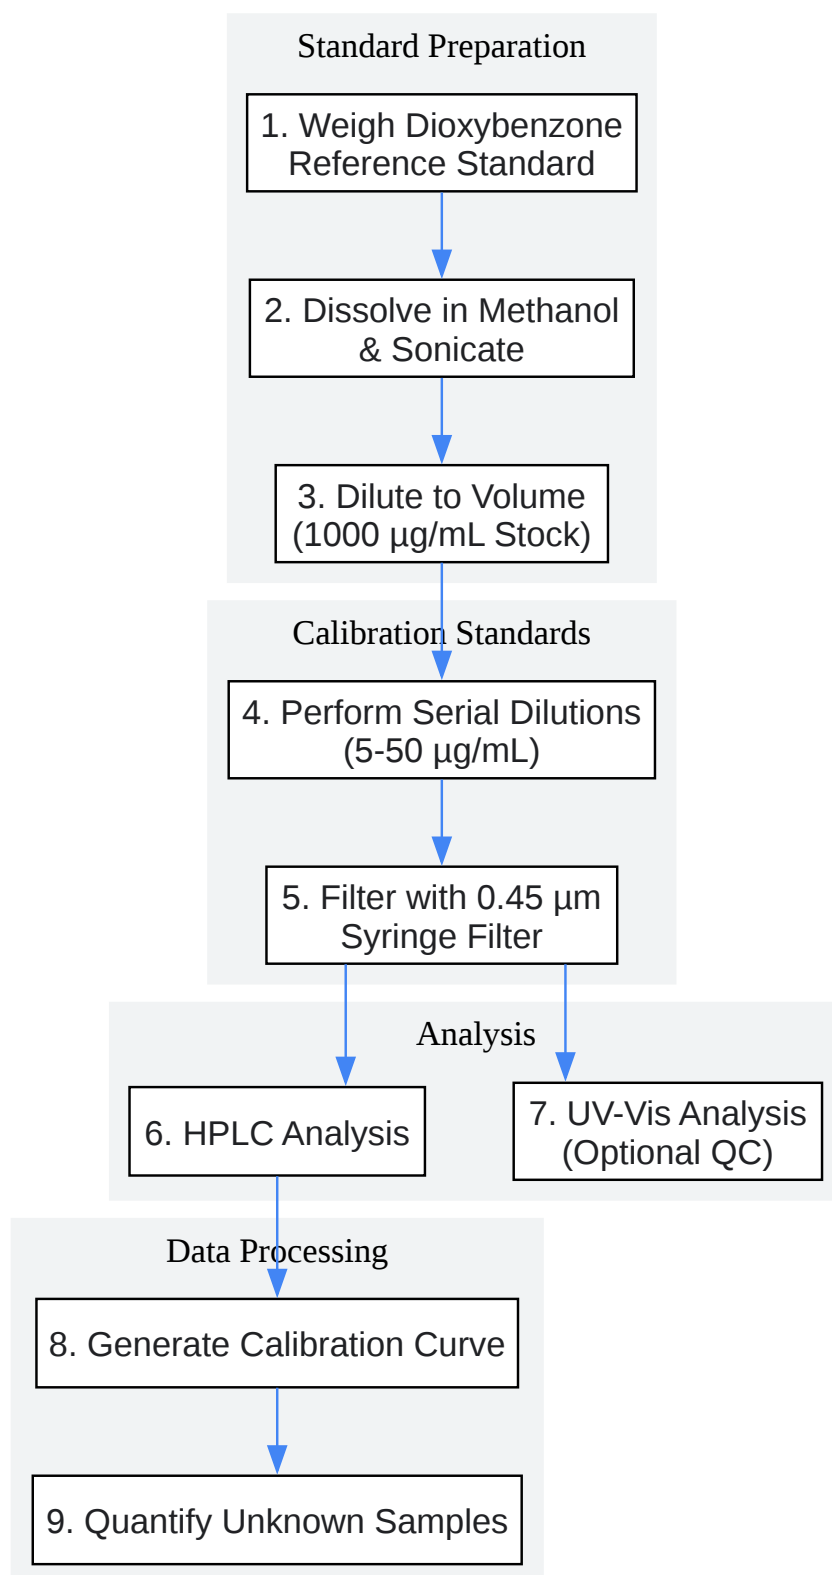 Standard Preparation
1. Weigh Dioxybenzone
Reference Standard
2. Dissolve in Methanol
& Sonicate
3. Dilute to Volume
(1000 µg/mL Stock)
Calibration Standards
4. Perform Serial Dilutions
(5-50 µg/mL)
5. Filter with 0.45 µm
Syringe Filter
Analysis
6. HPLC Analysis
7. UV-Vis Analysis
(Optional QC)
Data Processing
8. Generate Calibration Curve
9. Quantify Unknown Samples